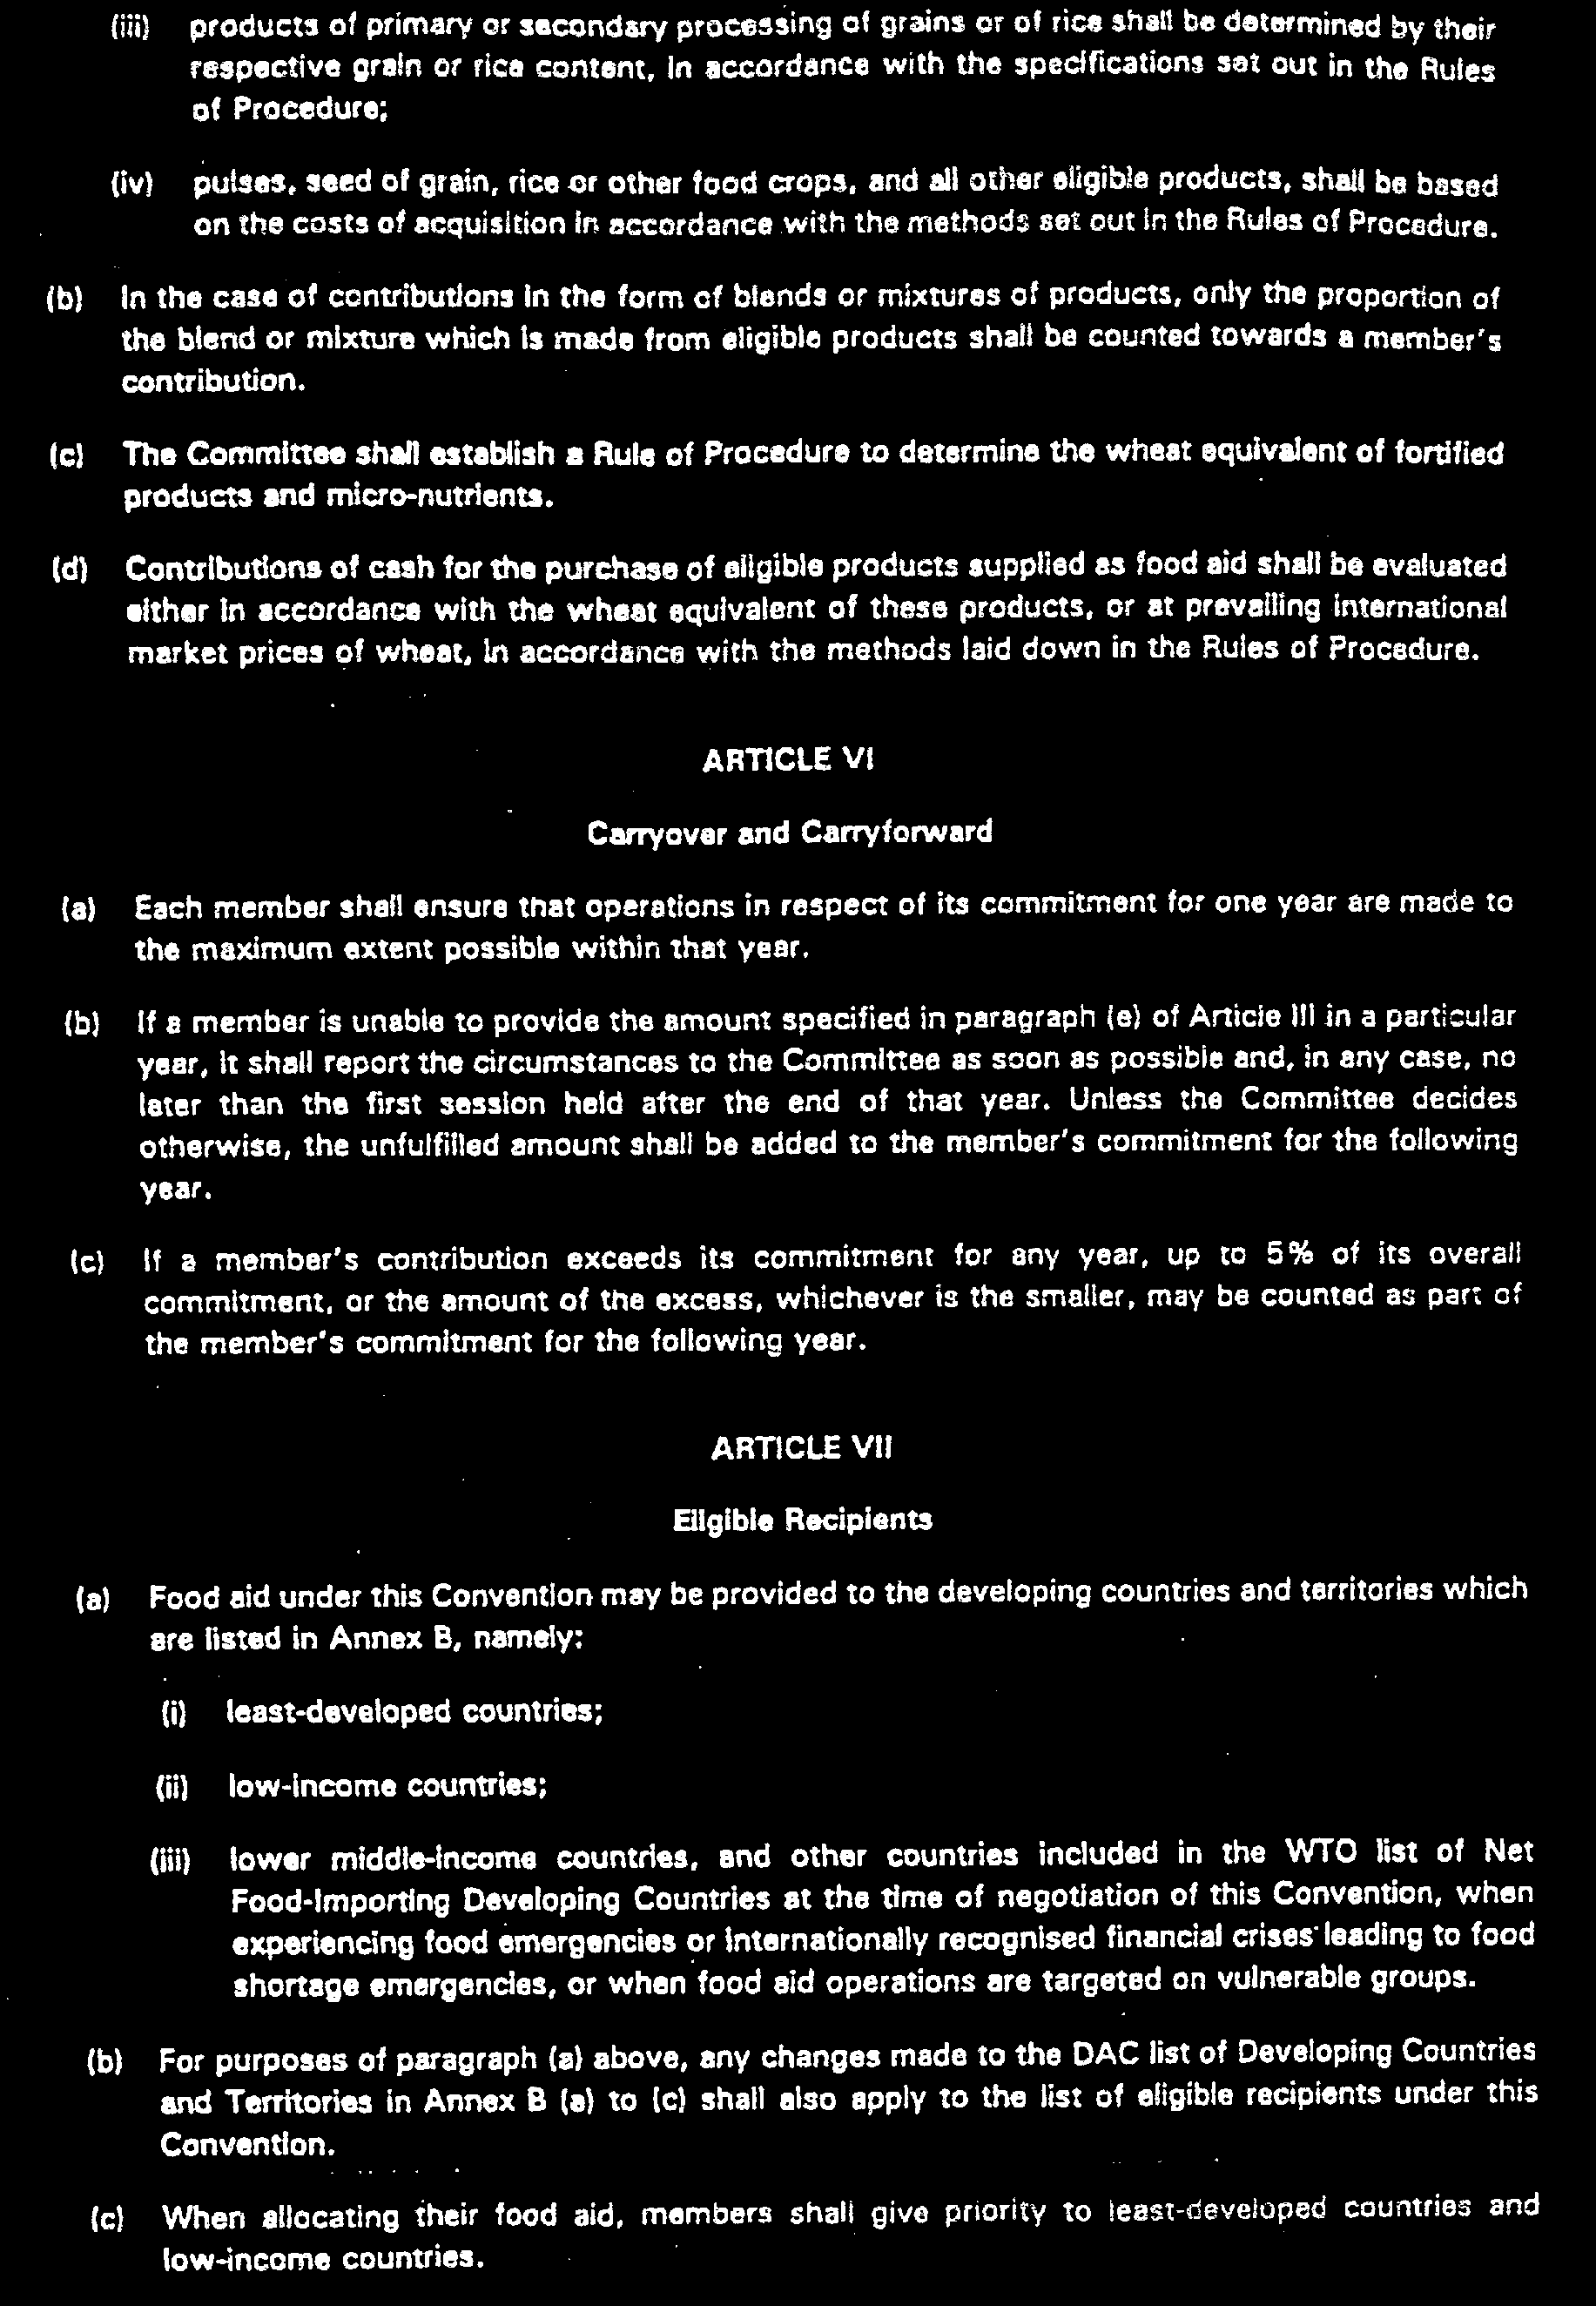 (iii) products of primary or secondary processing of grains or of rice shall be determined by their
respective grain or rice content, in accordance with the specifications set out in the Rules
of Procedure;
(iv) pulses, seed of grain, rice or other food crops, and all other eligible products, shall be based
on the costs of acquisition in accordance with the methods set out in the Rules of Procedure.
(b) In the case of contributions in the form of blends or mixtures of products, only the proportion of
the blend or mixture which is made from eligible products shall be counted towards a member's
contribution.
(c) The Committee shall establish a Rule of Procedure to determine the wheat equivalent of fortified
products and micro-nutrients.
(d) Contributions of cash for the purchase of eligible products supplied as food aid shall be evaluated
either in accordance with the wheat equivalent of these products, or at prevailing international
market prices of wheat, in accordance with the methods laid down in the Rules of Procedure.
ARTICLE VI
Carryover and Carryforward
(a) Each member shall ensure that operations in respect of its commitment for one year are made to
the maximum extent possible within that year.
(b) If a member is unable to provide the amount specified in paragraph (e) of Article III in a particular
year, it shall report the circumstances to the Committee as soon as possible and, in any case, no
later than the first session held after the end of that year. Unless the Committee decides
otherwise, the unfulfilled amount shall be added to the member's commitment for the following
year.
(c) If a member's contribution exceeds its commitment for any year, up to 5% of its overall
commitment, or the amount of the excess, whichever is the smaller, may be counted as part of
the member's commitment for the following year.
ARTICLE VII
Eligible Recipients
(a) Food aid under this Convention may be provided to the developing countries and territories which
are listed in Annex B, namely:
(i) least-developed countries;
(ii) low-income countries;
(iii) lower middle-income countries, and other countries included in the WTO list of Net
Food-Importing Developing Countries at the time of negotiation of this Convention, when
experiencing food emergencies or internationally recognised financial crises leading to food
shortage emergencies, or when food aid operations are targeted on vulnerable groups.
(b) For purposes of paragraph (a) above, any changes made to the DAC list of Developing Countries
and Territories in Annex B (a) to (c) shall also apply to the list of eligible recipients under this
Convention.
(c) When allocating their food aid, members shall give priority to least-developed countries and
low-income countries.